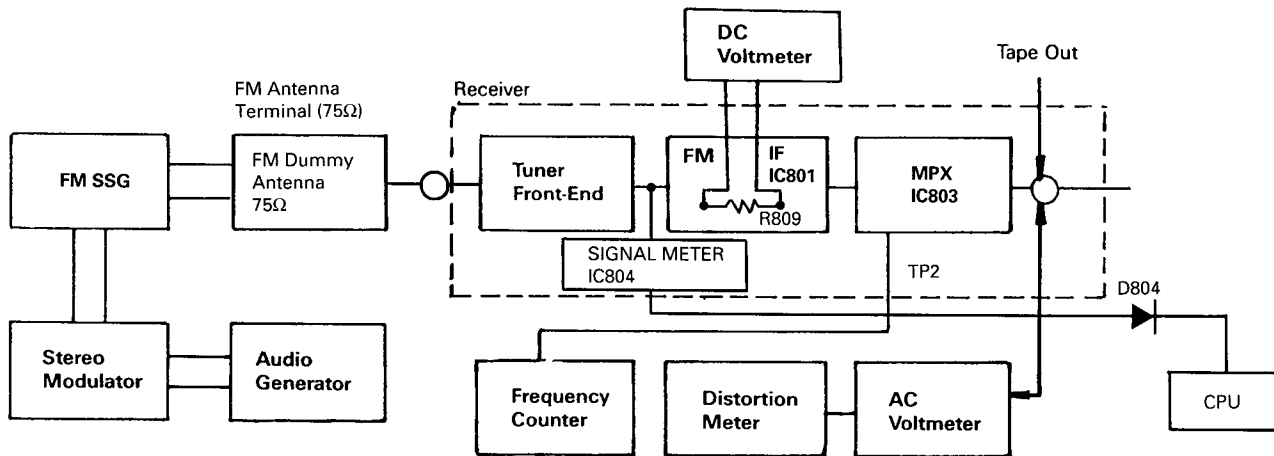 DC
Voltmeter
Tape Out
FM Antenna
Terminal (75Ω)
Receiver
FM SSG
FM Dummy
Antenna
75Ω
Tuner
Front-End
FM
IF
IC801
R809
MPX
IC803
SIGNAL METER
IC804
TP2
D804
Stereo
Modulator
Audio
Generator
Frequency
Counter
Distortion
Meter
AC
Voltmeter
CPU